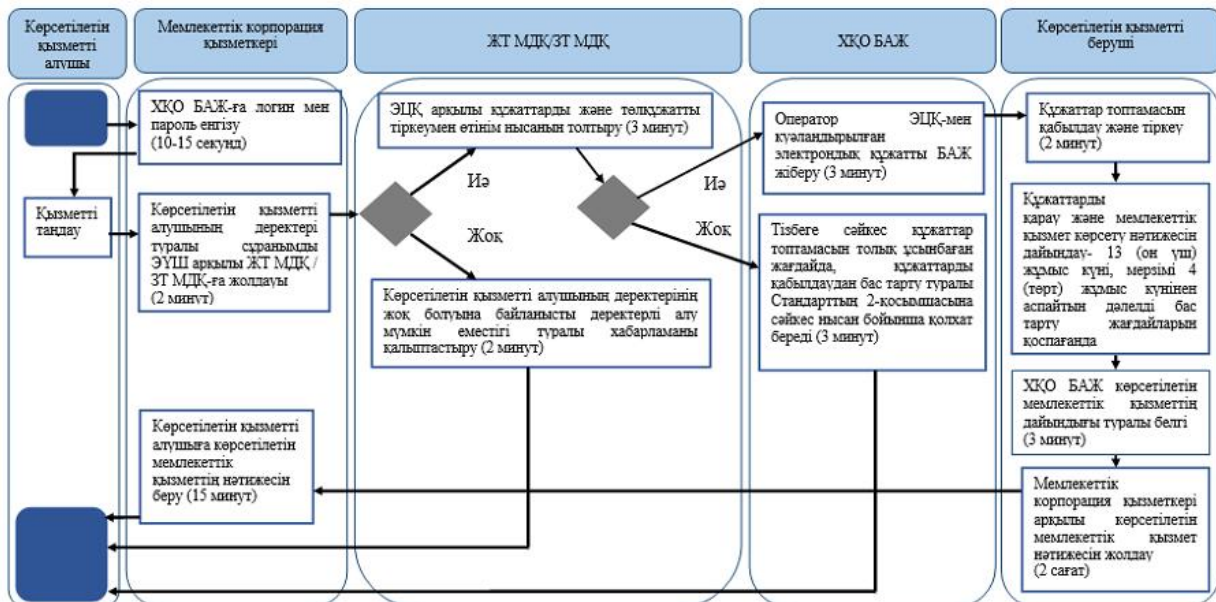 Көрсетілетін
қызметті
алушы
Мемлекеттік корпорация
қызметкері
ЖТ МДҚ/ЗТ МДҚ
ХҚО БАЖ
Көрсетілетін қызметті
беруші
ХҚО БАЖ-ға логин мен
пароль енгізу
(10-15 секунд)
Қызметті
таңдау
Көрсетілетін қызметті
алушының деректері
туралы сұранымды
ЭҮШ арқылы ЖТ МДҚ /
ЗТ МДҚ-ға жолдауы
(2 минут)
ЭЦҚ арқылы құжаттарды және төлқұжатты
тіркеумен өтінім нысанын толтыру (3 минут)
Иә
Жоқ
Көрсетілетін қызметті алушының деректерінің
жоқ болуына байланысты деректерлі алу
мүмкін еместігі туралы хабарламаны
қалыптастыру (2 минут)
Иә
Жоқ
Оператор ЭЦҚ-мен
куәландырылған
электрондық құжатты БАЖ
жіберу (3 минут)
Тізбеге сәйкес құжаттар
топтамасын толық ұсынбаған
жағдайда, құжаттарды
қабылдаудан бас тарту туралы
Стандарттың 2-қосымшасына
сәйкес нысан бойынша қолхат
береді (3 минут)
Құжаттар топтамасын
қабылдау және тіркеу
(2 минут)
Құжаттарды
қарау және мемлекеттік
қызмет көрсету нәтижесін
дайындау- 13 (он үш)
жұмыс күні, мерзімі 4
(төрт) жұмыс күнінен
аспайтын дәлелді бас
тарту жағдайларын
қоспағанда
ХҚО БАЖ көрсетілетін
мемлекеттік қызметтің
дайындығы туралы белгі
(3 минут)
Мемлекеттік
корпорация қызметкері
арқылы көрсетілетін
мемлекеттік қызмет
нәтижесін жолдау
(2 сағат)
Көрсетілетін қызметті
алушыға көрсетілетін
мемлекеттік
қызметтің нәтижесін
беру (15 минут)